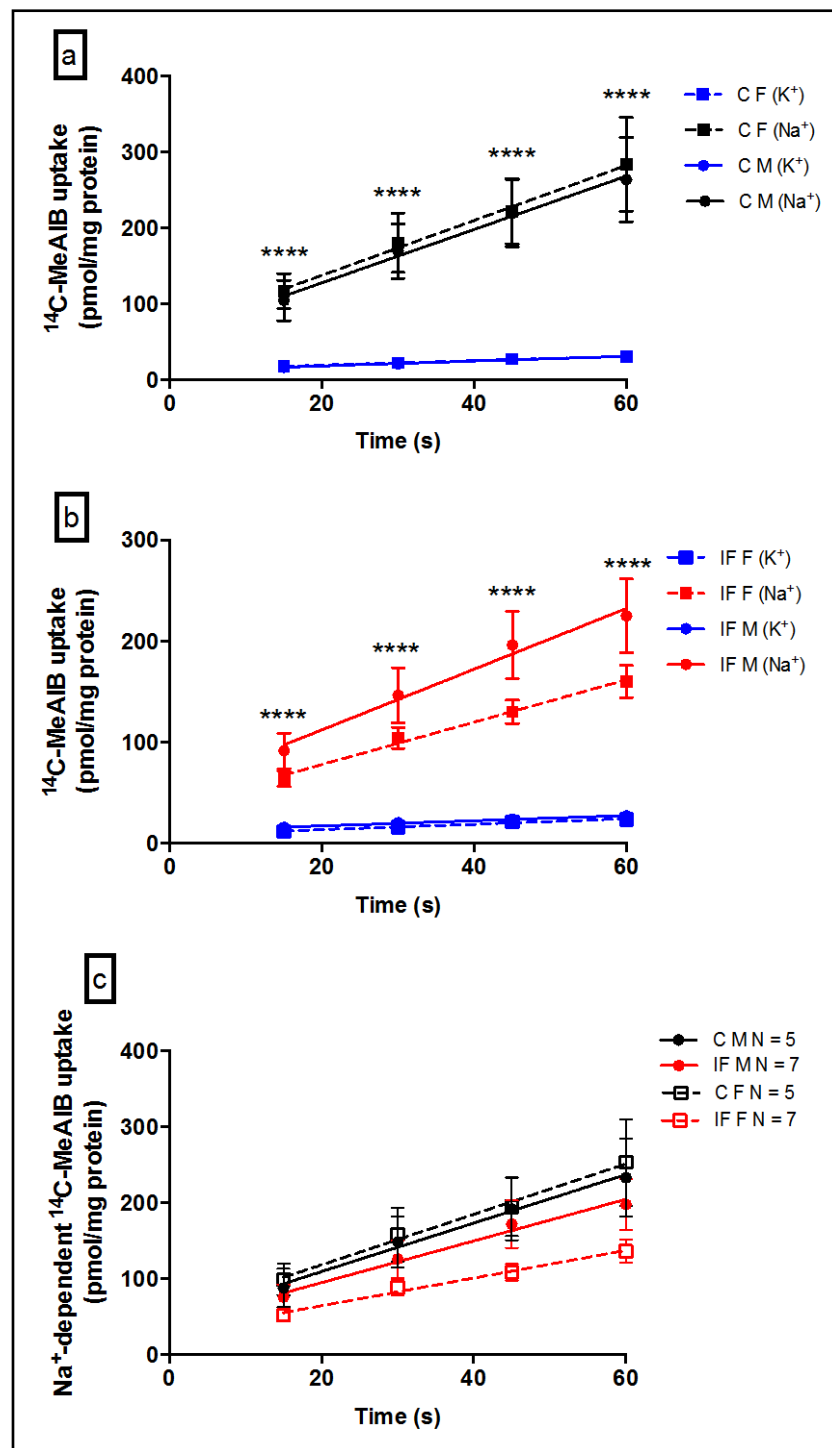 a
¹⁴C-MeAIB uptake
(pmol/mg protein)
400
300
200
100
0
****
****
****
****
0
20
40
60
Time (s)
C F (K⁺)
C F (Na⁺)
C M (K⁺)
C M (Na⁺)
b
¹⁴C-MeAIB uptake
(pmol/mg protein)
300
200
100
0
****
****
****
****
0
20
40
60
Time (s)
IF F (K⁺)
IF F (Na⁺)
IF M (K⁺)
IF M (Na⁺)
c
Na⁺-dependent ¹⁴C-MeAIB uptake
(pmol/mg protein)
400
300
200
100
0
0
20
40
60
Time (s)
C M N = 5
IF M N = 7
C F N = 5
IF F N = 7